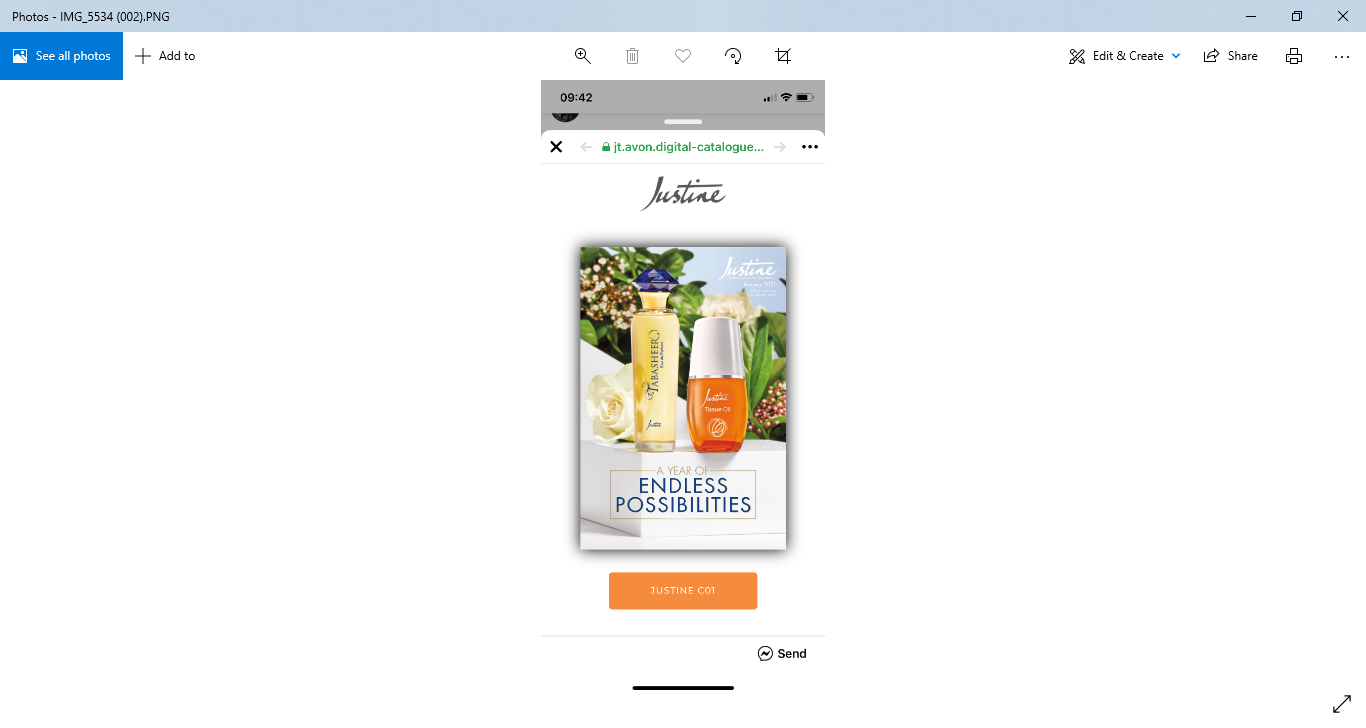 Photos - IMG_5534 (002).PNG
See all photos
Add to
Edit & Create
Share
09:42
jt.avon.digital-catalogue...
Justine
Justine
January 2021
TABASHEER
Eau de Parfum
Justine
Justine
Tissue Oil
A YEAR OF
ENDLESS
POSSIBILITIES
JUSTINE C01
Send